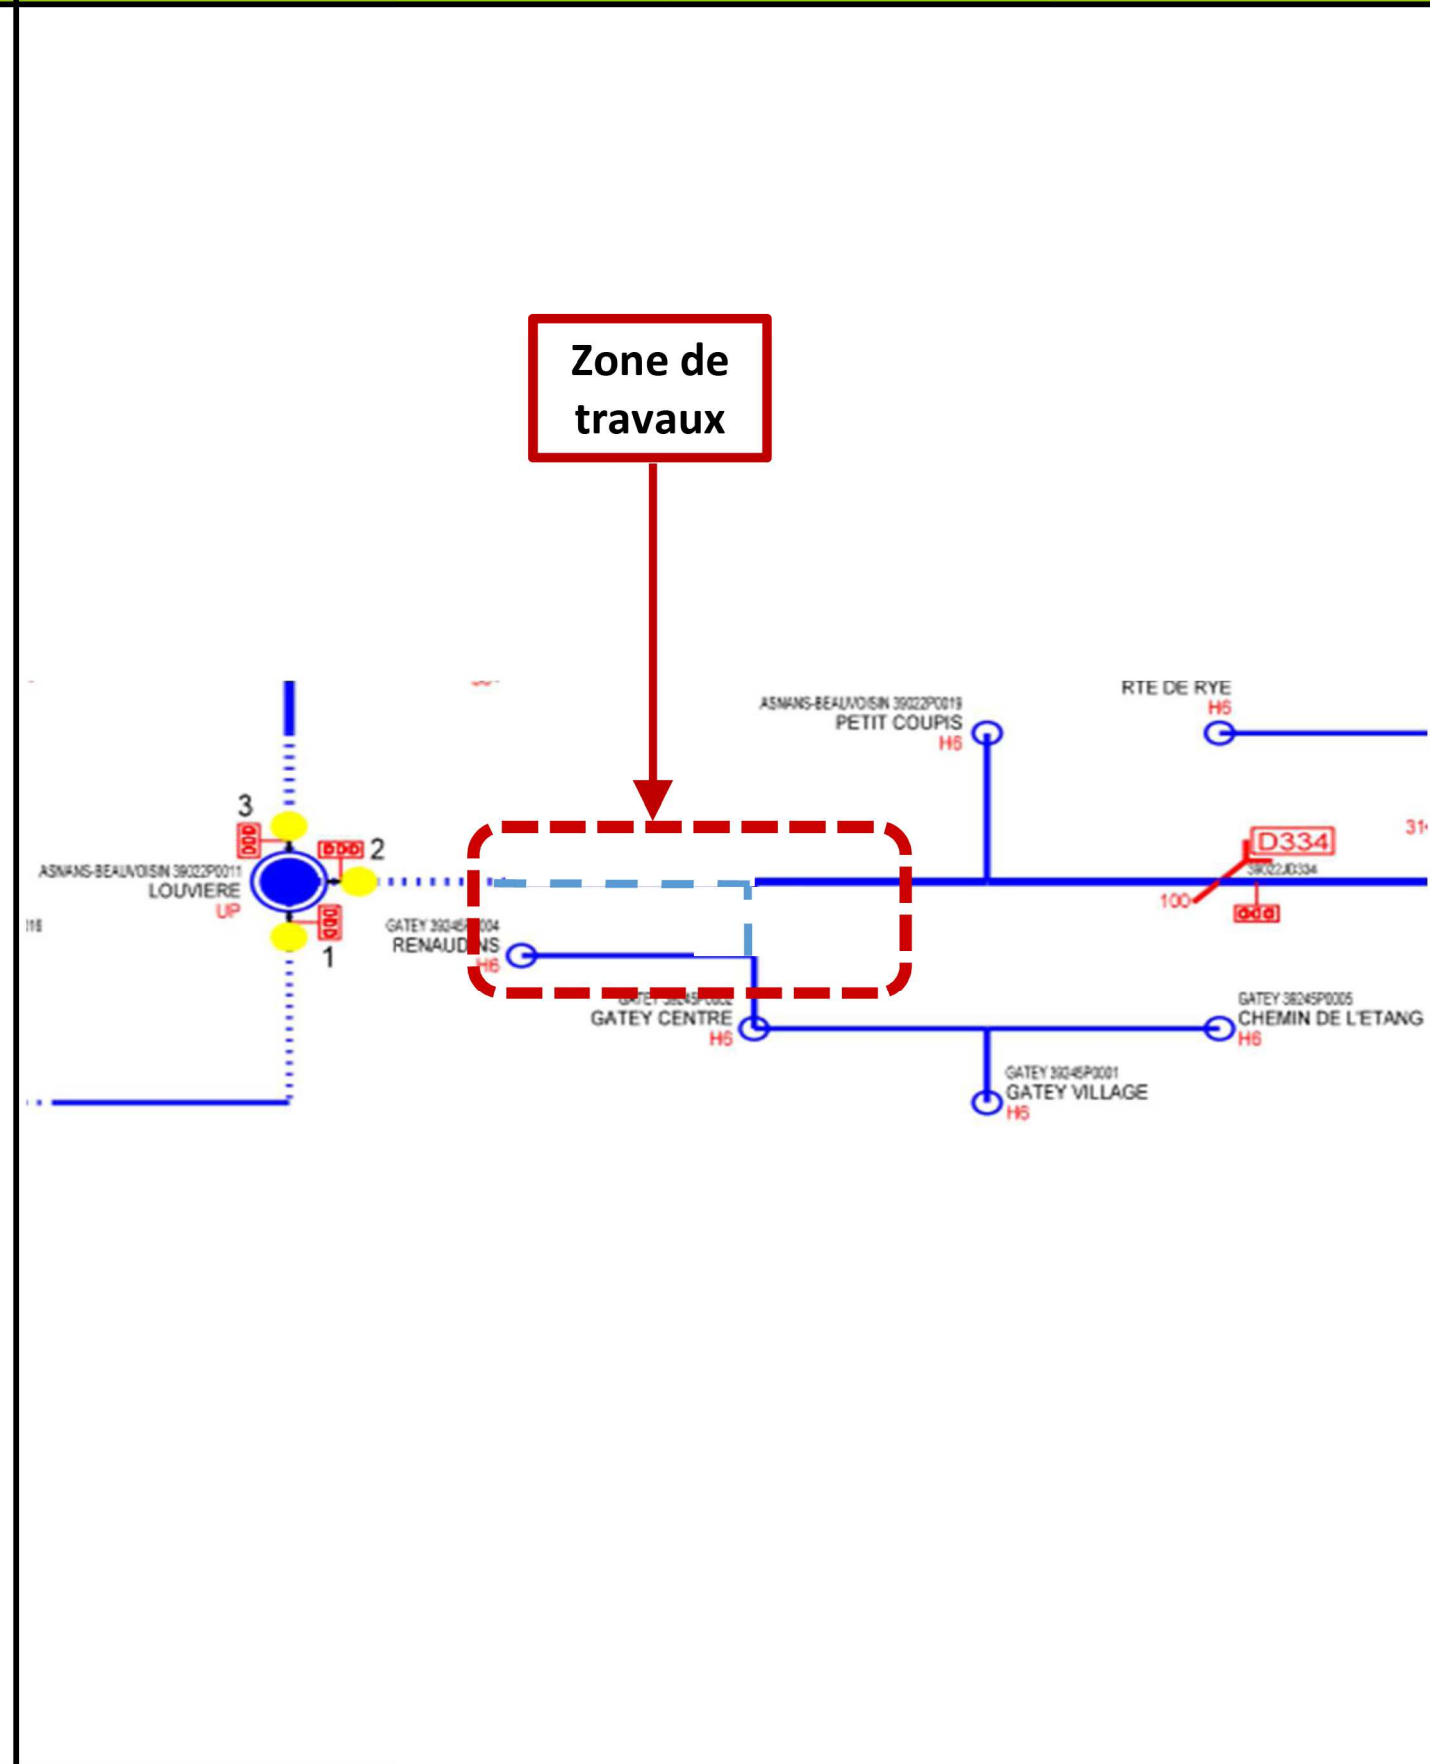 Zone de
travaux
RTE DE RYE
H6
ASNANS-BEAUVOISIN 39022P0019
PETIT COUPIS
H6
3
2
D334
39022JD334
100
ASNANS-BEAUVOISIN 39022P0011
LOUVIERE
UP
1
GATEY
RENAUDINS
H6
GATEY CENTRE
H6
GATEY 39245P0005
CHEMIN DE L'ETANG
H6
GATEY 39245P0001
GATEY VILLAGE
H6